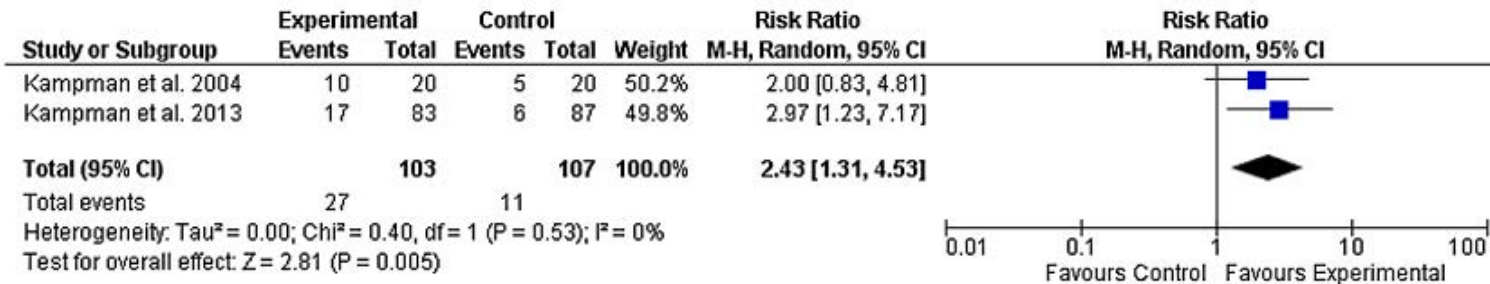 Experimental Control Risk Ratio Risk Ratio
Study or Subgroup Events Total Events Total Weight M-H, Random, 95% CI M-H, Random, 95% CI
Kampman et al. 2004 10 20 5 20 50.2% 2.00 [0.83, 4.81]
Kampman et al. 2013 17 83 6 87 49.8% 2.97 [1.23, 7.17]
Total (95% CI) 103 107 100.0% 2.43 [1.31, 4.53]
Total events 27 11
Heterogeneity: Tau² = 0.00; Chi² = 0.40, df = 1 (P = 0.53); I² = 0%
Test for overall effect: Z = 2.81 (P = 0.005)
0.01 0.1 1 10 100
Favours Control Favours Experimental